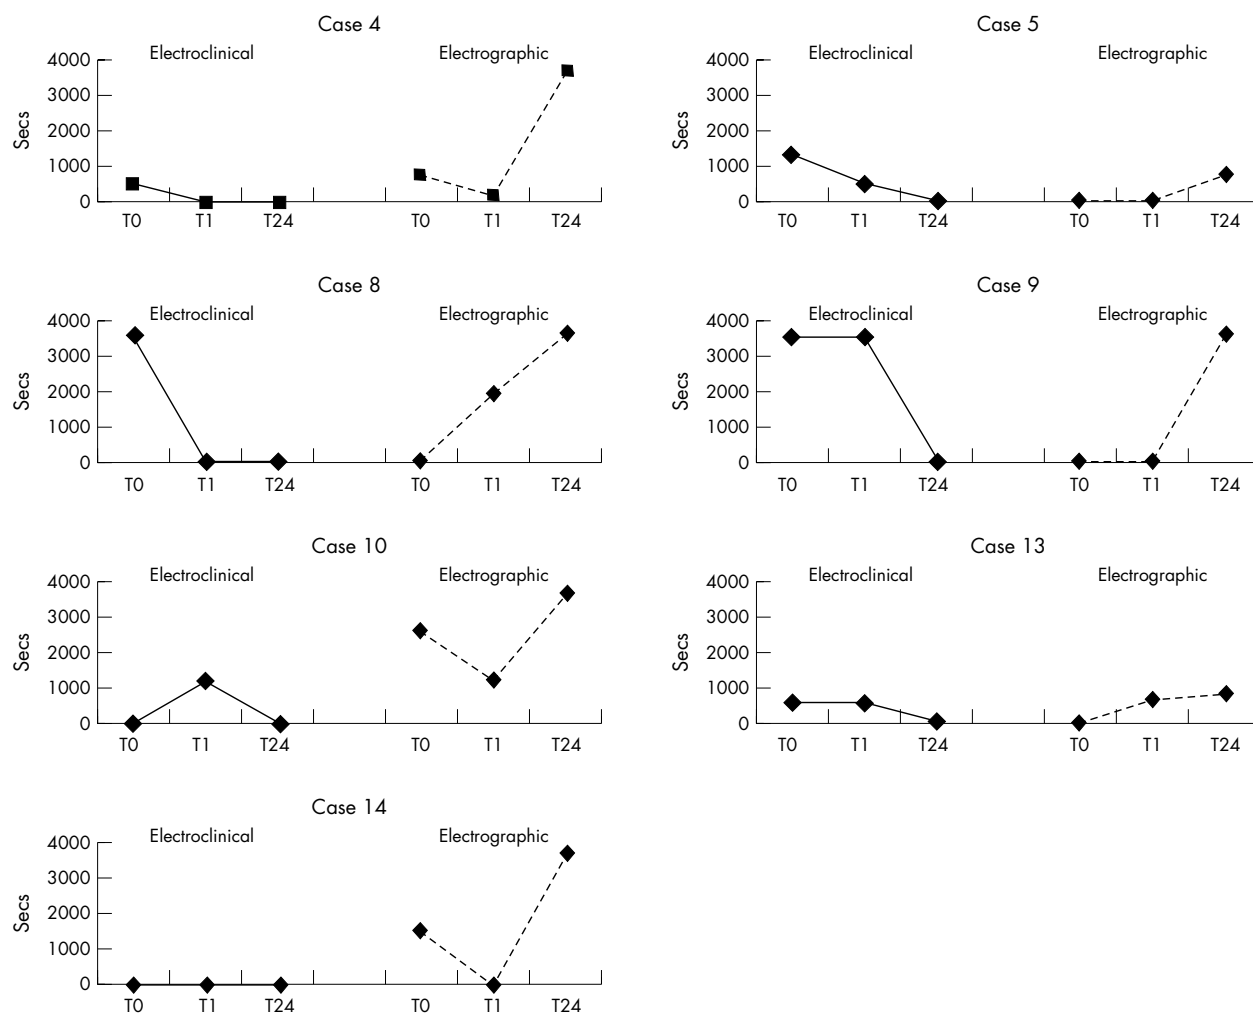 Case 4
Electroclinical Electrographic
4000
3000
2000
1000
0
Secs
T0 T1 T24 T0 T1 T24
Case 5
Electroclinical Electrographic
4000
3000
2000
1000
0
Secs
T0 T1 T24 T0 T1 T24
Case 8
Electroclinical Electrographic
4000
3000
2000
1000
0
Secs
T0 T1 T24 T0 T1 T24
Case 9
Electroclinical Electrographic
4000
3000
2000
1000
0
Secs
T0 T1 T24 T0 T1 T24
Case 10
Electroclinical Electrographic
4000
3000
2000
1000
0
Secs
T0 T1 T24 T0 T1 T24
Case 13
Electroclinical Electrographic
4000
3000
2000
1000
0
Secs
T0 T1 T24 T0 T1 T24
Case 14
Electroclinical Electrographic
4000
3000
2000
1000
0
Secs
T0 T1 T24 T0 T1 T24